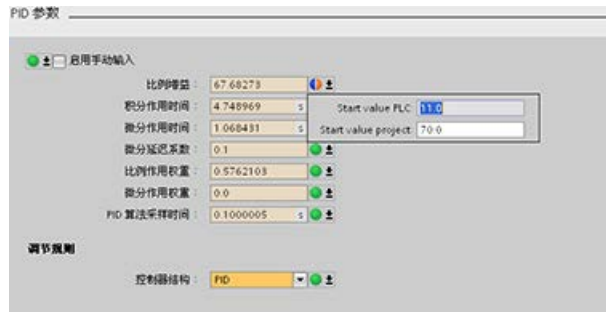 PID 参数
启用手动输入
比例增益： 67.68273
积分作用时间： 4.748969 s
Start value PLC 11.0
微分作用时间： 1.068431 s
Start value project 70.0
微分延迟系数： 0.1
比例作用权重： 0.5762103
微分作用权重： 0.0
PID 算法采样时间： 0.1000005 s
调节规则
控制器结构： PID